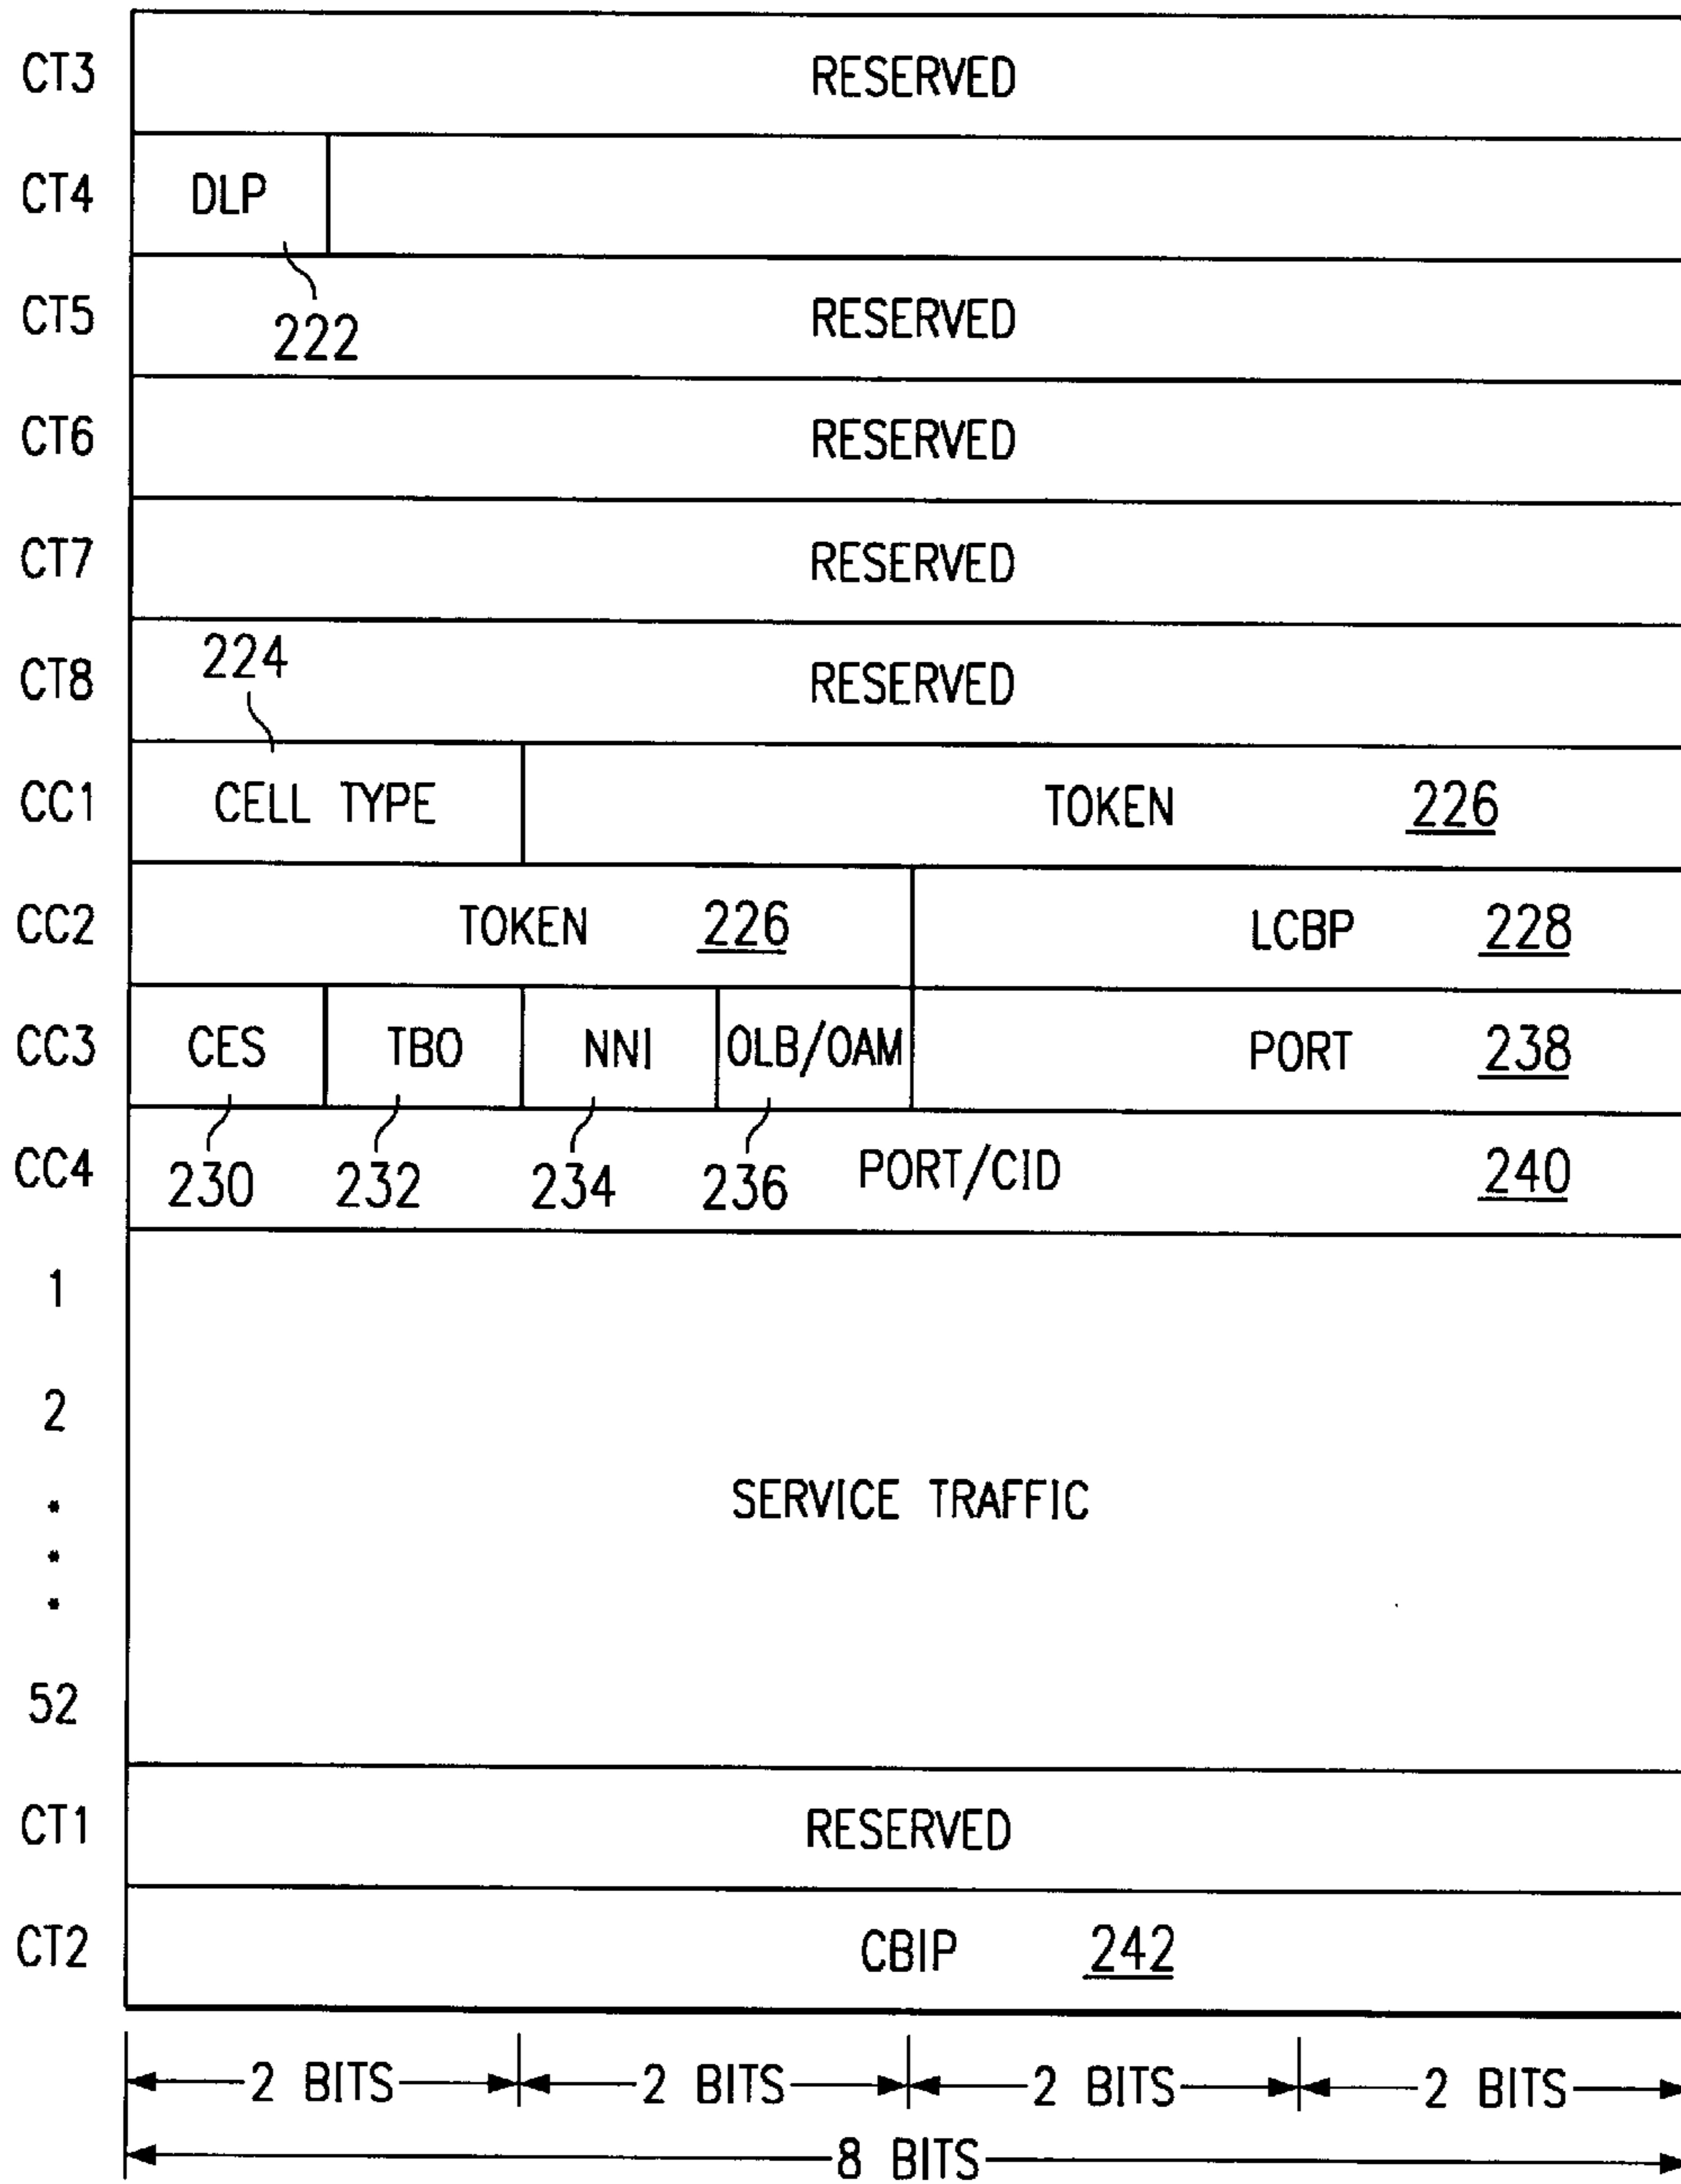 CT3 RESERVED
CT4 DLP
222
CT5 RESERVED
CT6 RESERVED
CT7 RESERVED
224
CT8 RESERVED
CC1 CELL TYPE TOKEN 226
CC2 TOKEN 226 LCBP 228
CC3 CES TBO NNI OLB/OAM PORT 238
CC4 230 232 234 236 PORT/CID 240
1
2
*
*
*
SERVICE TRAFFIC
52
CT1 RESERVED
CT2 CBIP 242
2 BITS 2 BITS 2 BITS 2 BITS
8 BITS